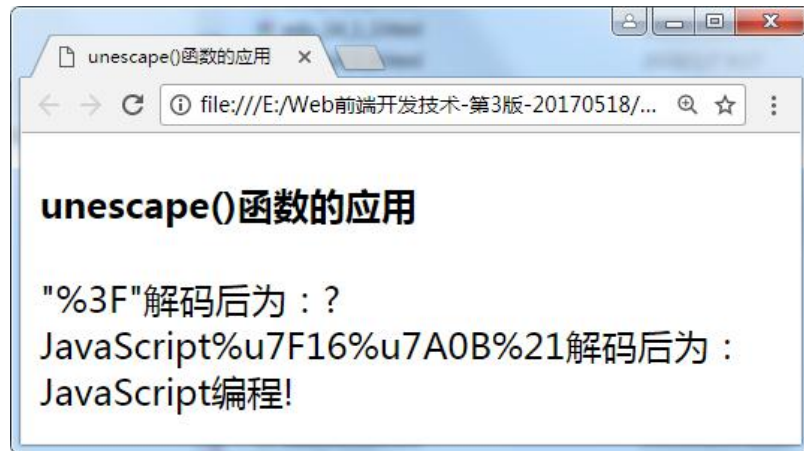 unescape()函数的应用
file:///E:/Web前端开发技术-第3版-20170518/...
unescape()函数的应用
"%3F"解码后为：?
JavaScript%u7F16%u7A0B%21解码后为：
JavaScript编程!